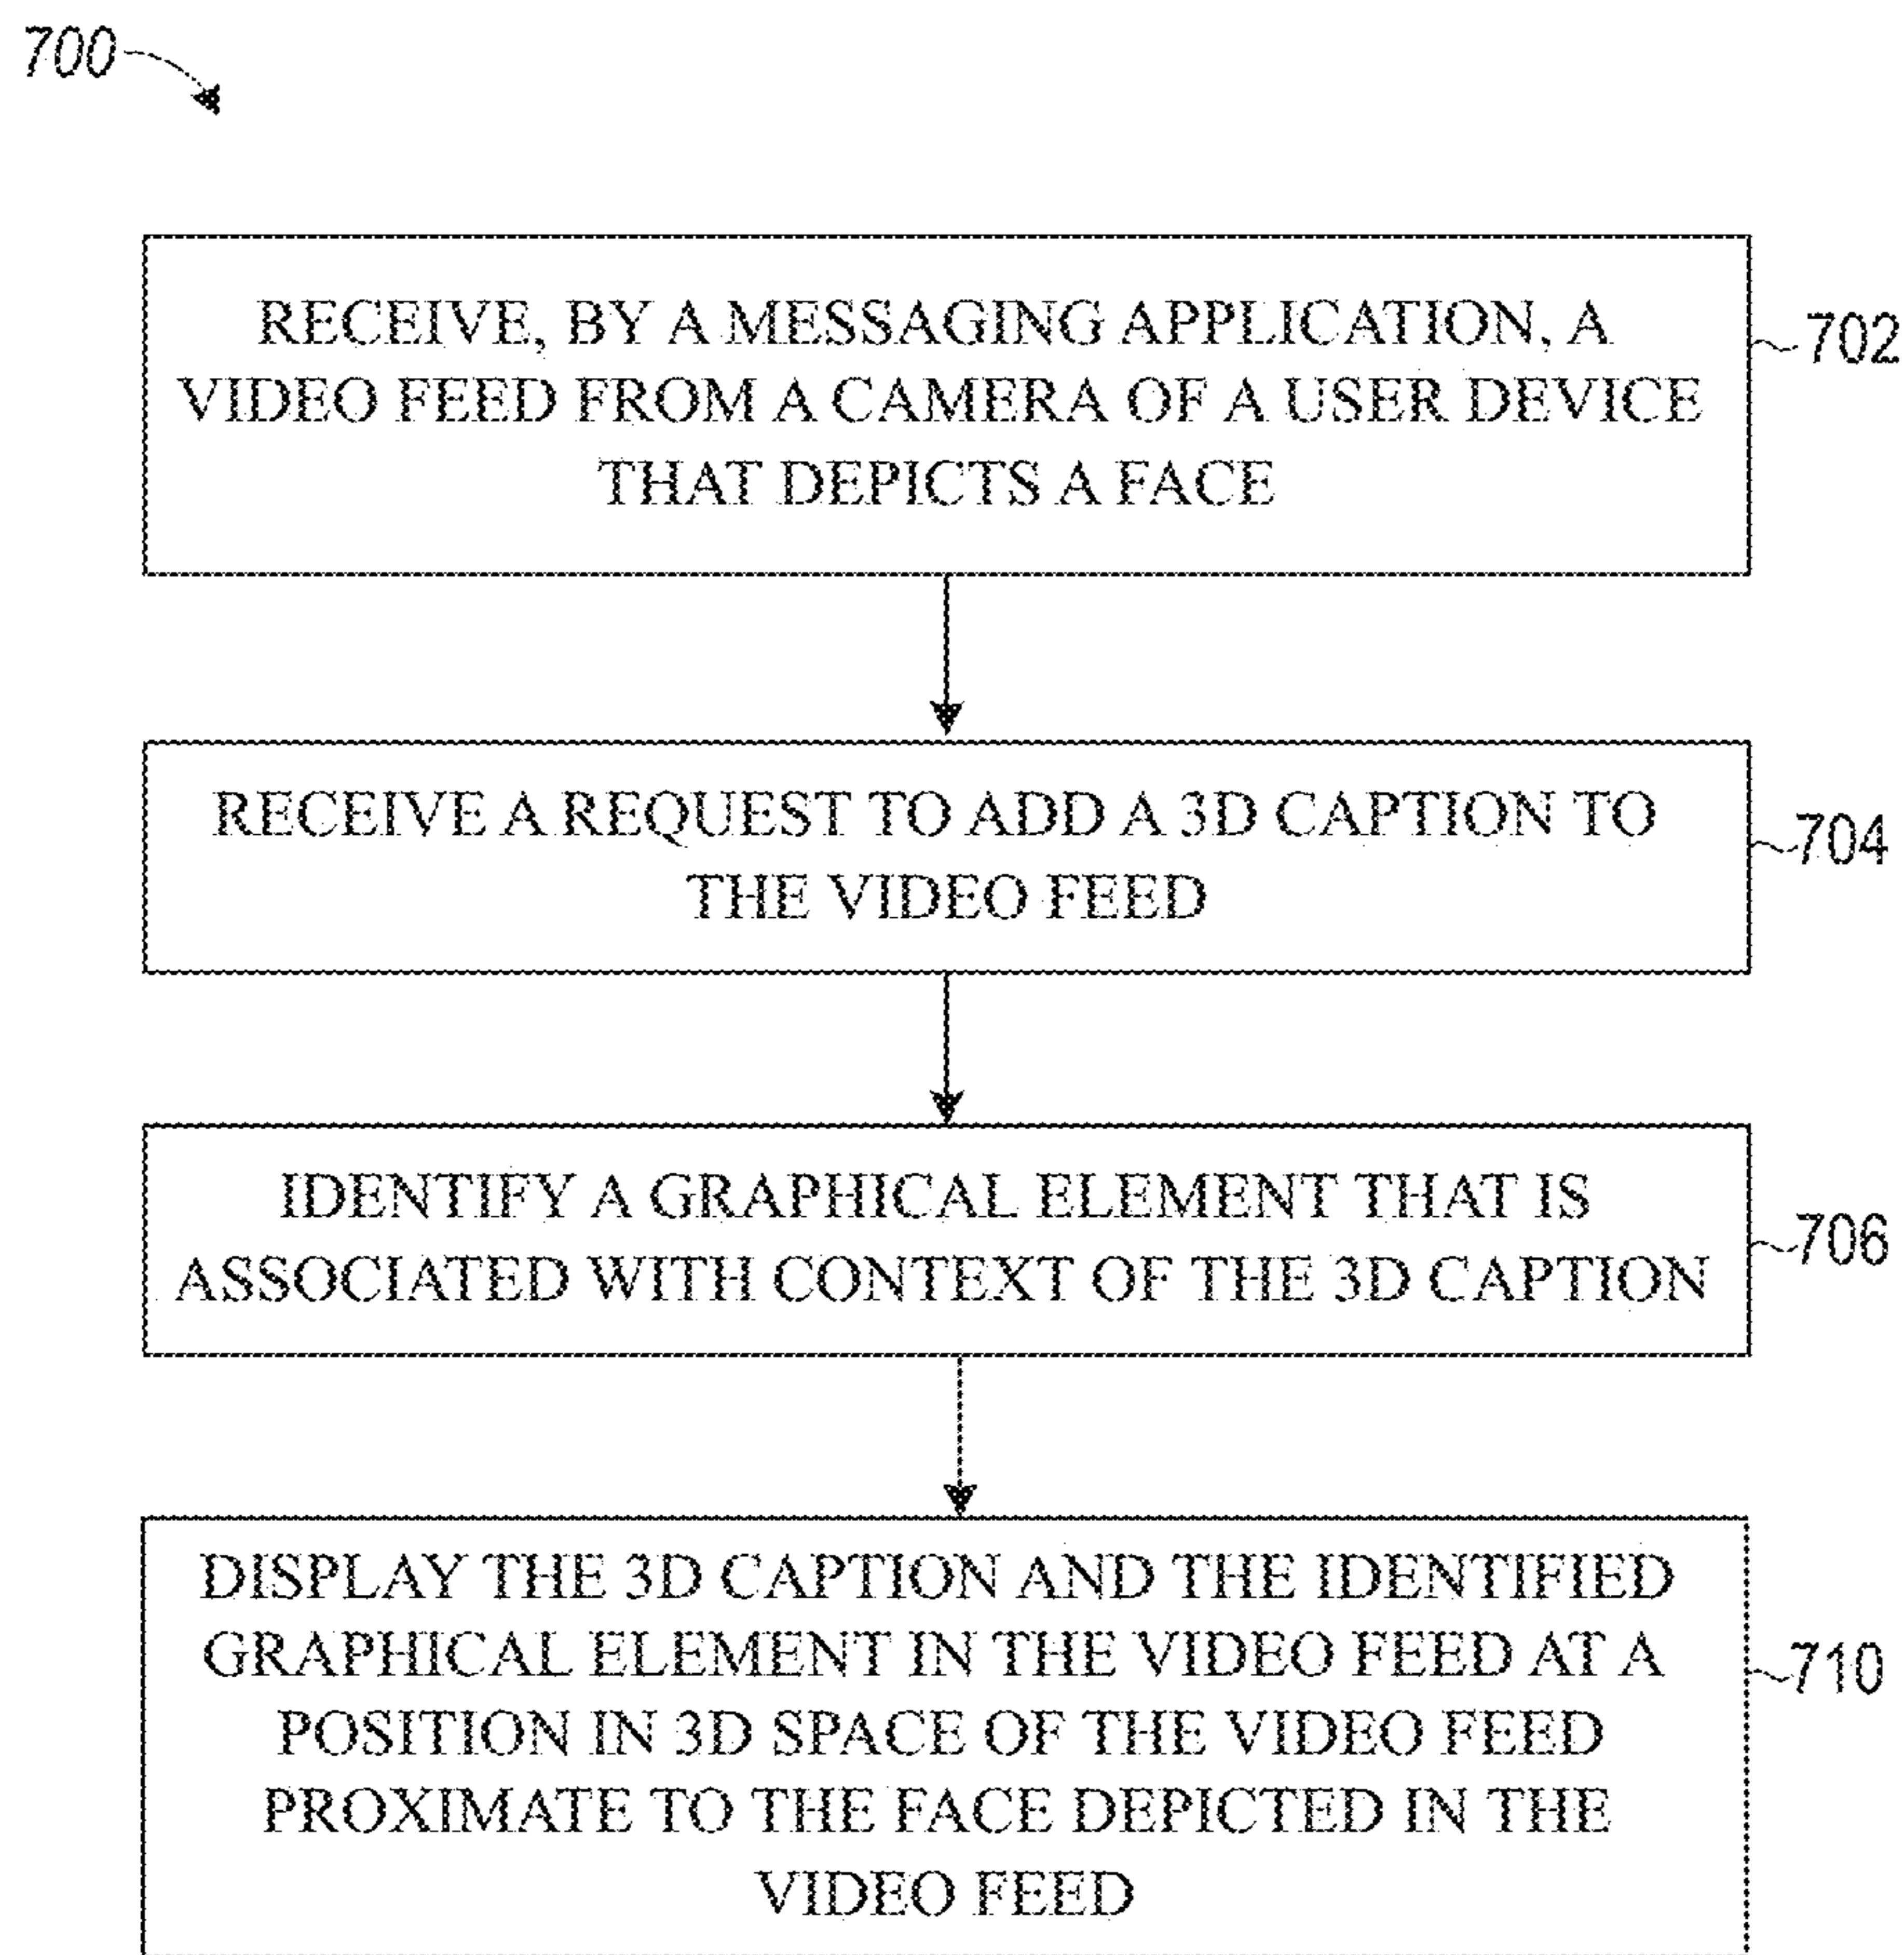 700
RECEIVE, BY A MESSAGING APPLICATION, A
VIDEO FEED FROM A CAMERA OF A USER DEVICE
THAT DEPICTS A FACE
702
RECEIVE A REQUEST TO ADD A 3D CAPTION TO
THE VIDEO FEED
704
IDENTIFY A GRAPHICAL ELEMENT THAT IS
ASSOCIATED WITH CONTEXT OF THE 3D CAPTION
706
DISPLAY THE 3D CAPTION AND THE IDENTIFIED
GRAPHICAL ELEMENT IN THE VIDEO FEED AT A
POSITION IN 3D SPACE OF THE VIDEO FEED
PROXIMATE TO THE FACE DEPICTED IN THE
VIDEO FEED
710